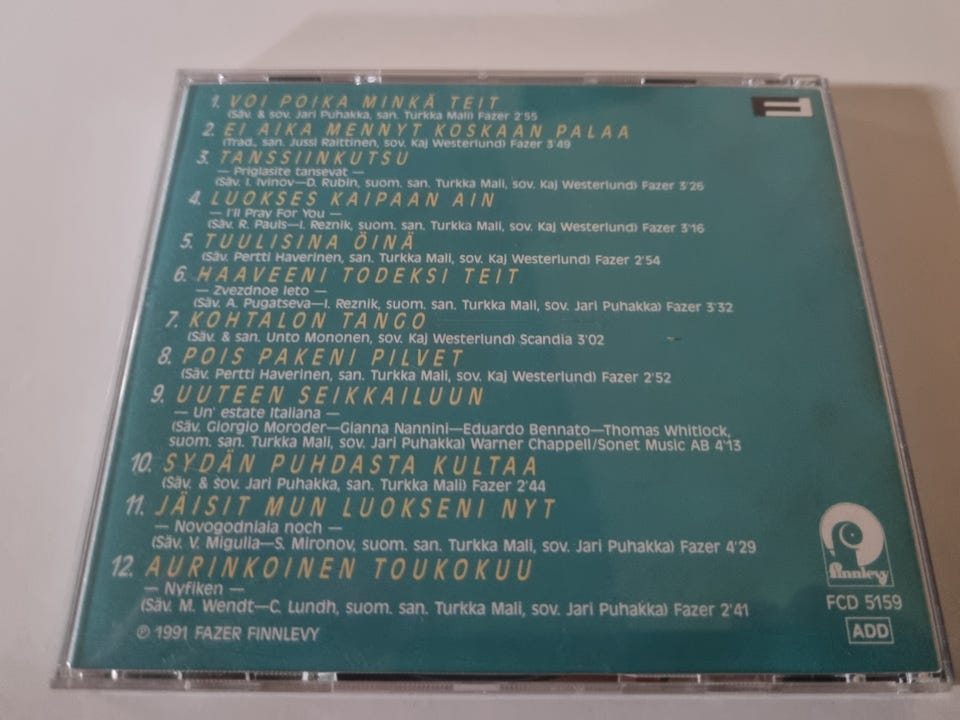 1. VOI POIKA MINKÄ TEIT
(Säv. & sov. Jari Puhakka, san. Turkka Mali) Fazer 2'55
2. EI AIKA MENNYT KOSKAAN PALAA
(Trad., san. Jussi Raittinen, sov. Kaj Westerlund) Fazer 3'49
3. TANSSIINKUTSU
— Priglasite tansevat —
(Säv. I. Ivinov—D. Rubin, suom. san. Turkka Mali, sov. Kaj Westerlund) Fazer 3'26
4. LUOKSES KAIPAAN AIN
— I'll Pray For You —
(Säv. R. Pauls—I. Reznik, suom. san. Turkka Mali, sov. Kaj Westerlund) Fazer 3'16
5. TUULISINA ÖINÄ
(Säv. Pertti Haverinen, san. Turkka Mali, sov. Kaj Westerlund) Fazer 2'54
6. HAAVEENI TODEKSI TEIT
— Zvezdnoe leto —
(Säv. A. Pugatseva—I. Reznik, suom. san. Turkka Mali, sov. Jari Puhakka) Fazer 3'32
7. KOHTALON TANGO
(Säv. & san. Unto Mononen, sov. Kaj Westerlund) Scandia 3'02
8. POIS PAKENI PILVET
(Säv. Pertti Haverinen, san. Turkka Mali, sov. Kaj Westerlund) Fazer 2'52
9. UUTEEN SEIKKAILUUN
— Un' estate Italiana —
(Säv. Giorgio Moroder—Gianna Nannini—Eduardo Bennato—Thomas Whitlock,
suom. san. Turkka Mali, sov. Jari Puhakka) Warner Chappell/Sonet Music AB 4'13
10. SYDÄN PUHDASTA KULTAA
(Säv. & sov. Jari Puhakka, san. Turkka Mali) Fazer 2'44
11. JÄISIT MUN LUOKSENI NYT
— Novogodniala noch —
(Säv. V. Migulia—S. Mironov, suom. san. Turkka Mali, sov. Jari Puhakka) Fazer 4'29
12. AURINKOINEN TOUKOKUU
— Nyfiken —
(Säv. M. Wendt—C. Lundh, suom. san. Turkka Mali, sov. Jari Puhakka) Fazer 2'41
℗ 1991 FAZER FINNLEVY
finnlevy
FCD 5159
ADD